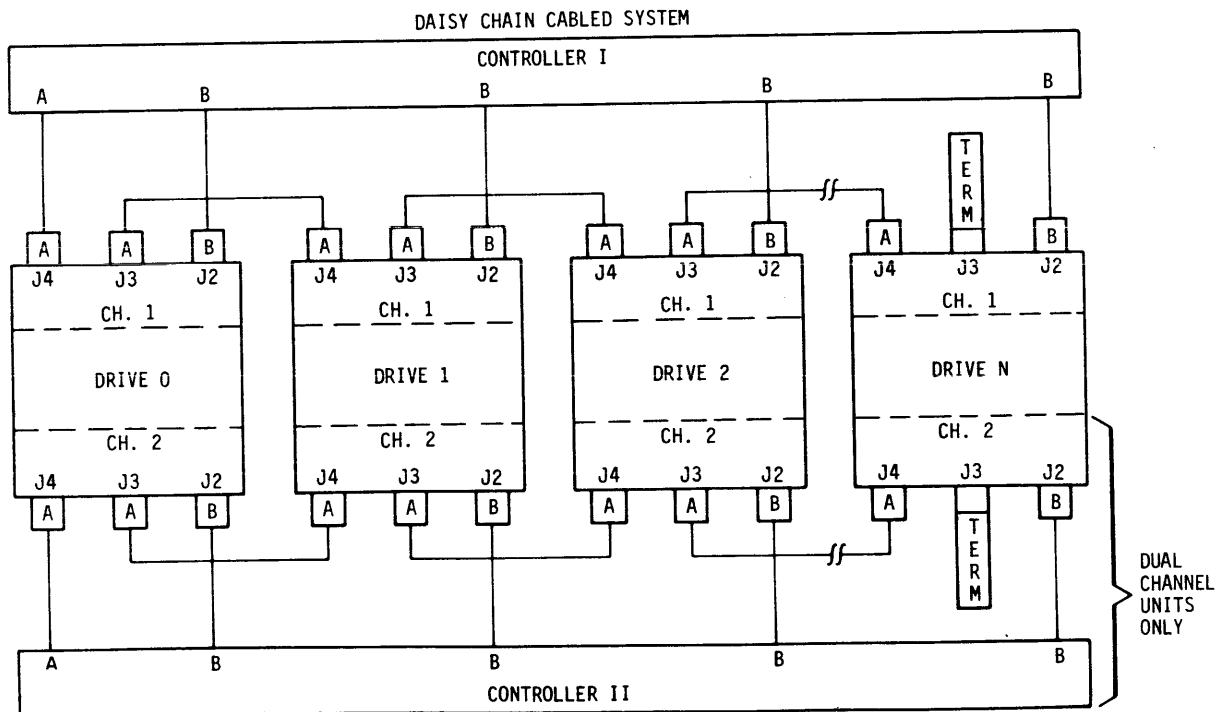 DAISY CHAIN CABLED SYSTEM
CONTROLLER I
A B B B B
TERM
A A B A A B A A B A B
J4 J3 J2 J4 J3 J2 J4 J3 J2 J4 J3 J2
CH. 1 CH. 1 CH. 1 CH. 1
DRIVE 0 DRIVE 1 DRIVE 2 DRIVE N
CH. 2 CH. 2 CH. 2 CH. 2
J4 J3 J2 J4 J3 J2 J4 J3 J2 J4 J3 J2
A A B A A B A A B A B
TERM
DUAL
CHANNEL
UNITS
ONLY
A B B B B
CONTROLLER II